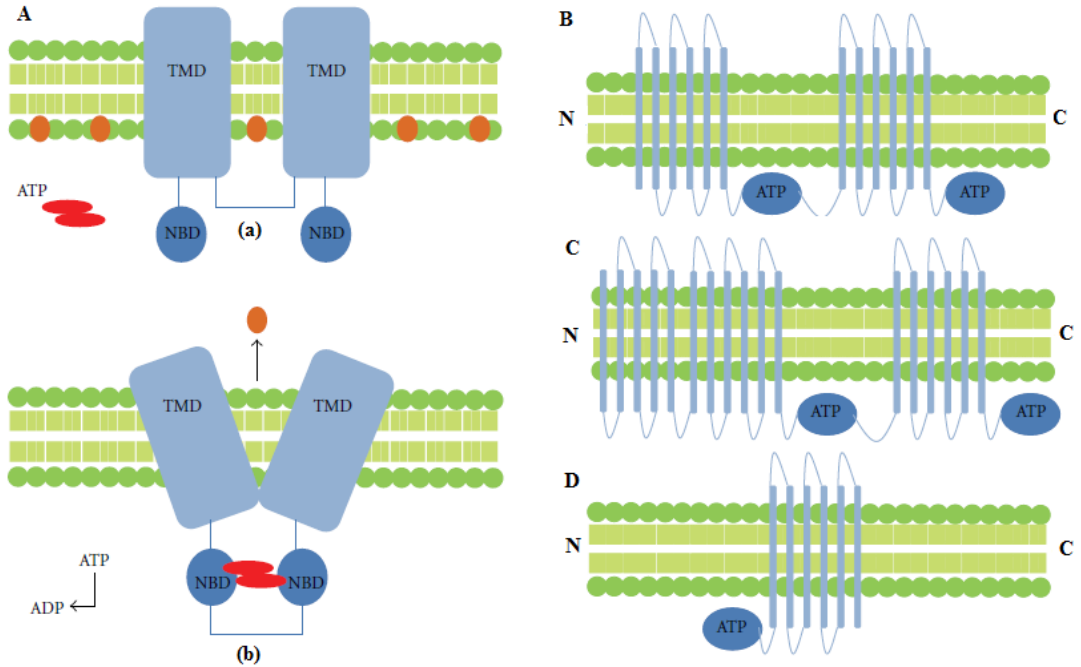 A
TMD TMD
ATP
NBD NBD
(a)
TMD TMD
ATP
ADP
NBD NBD
(b)
B
N C
ATP ATP
C
N C
ATP ATP
D
N C
ATP